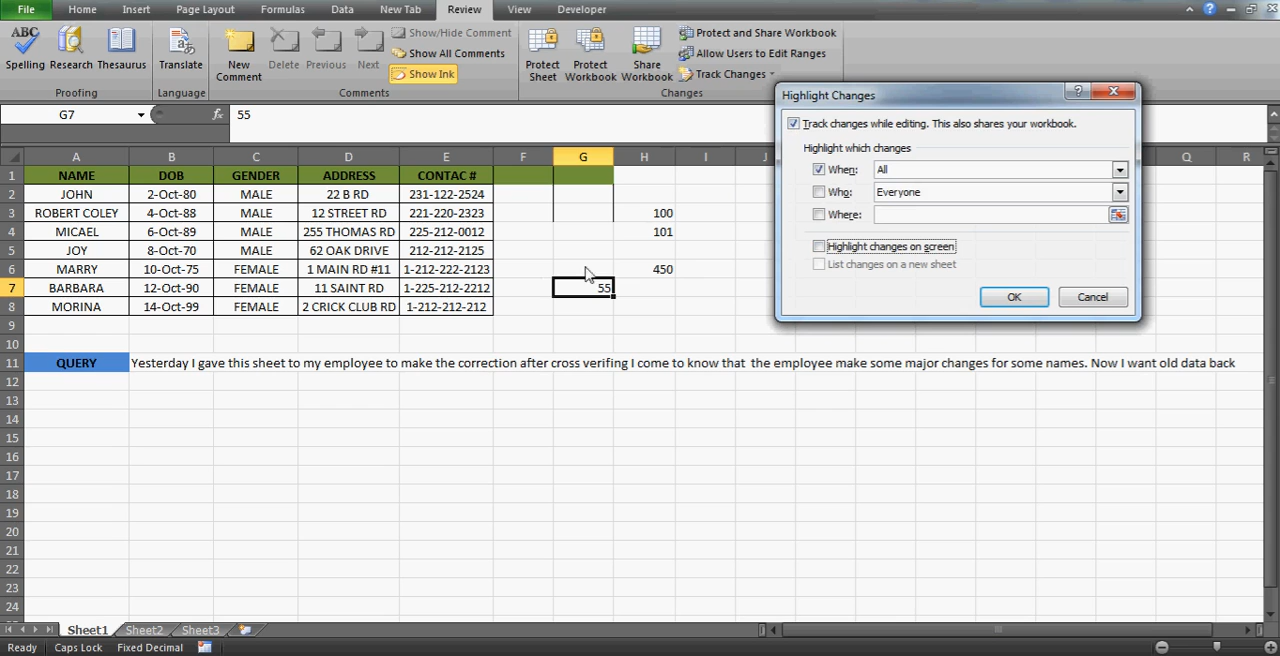 File Home Insert Page Layout Formulas Data New Tab Review View Developer
ABC
Spelling Research Thesaurus
Proofing
Translate
Language
New Comment
Delete Previous Next
Show/Hide Comment
Show All Comments
Show Ink
Comments
Protect Sheet
Protect Workbook
Share Workbook
Protect and Share Workbook
Allow Users to Edit Ranges
Track Changes
Changes
G7 fx 55
A B C D E F G H I J Q R
1 NAME DOB GENDER ADDRESS CONTAC #
2 JOHN 2-Oct-80 MALE 22 B RD 231-122-2524
3 ROBERT COLEY 4-Oct-88 MALE 12 STREET RD 221-220-2323 100
4 MICAEL 6-Oct-89 MALE 255 THOMAS RD 225-212-0012 101
5 JOY 8-Oct-70 MALE 62 OAK DRIVE 212-212-2125
6 MARRY 10-Oct-75 FEMALE 1 MAIN RD #11 1-212-222-2123 450
7 BARBARA 12-Oct-90 FEMALE 11 SAINT RD 1-225-212-2212 55
8 MORINA 14-Oct-99 FEMALE 2 CRICK CLUB RD 1-212-212-212
9
10
11 QUERY Yesterday I gave this sheet to my employee to make the correction after cross verifing I come to know that the employee make some major changes for some names. Now I want old data back
12
13
14
15
16
17
18
19
20
21
22
23
24
Highlight Changes
Track changes while editing. This also shares your workbook.
Highlight which changes
When: All
Who: Everyone
Where:
Highlight changes on screen
List changes on a new sheet
OK Cancel
Sheet1 Sheet2 Sheet3
Ready Caps Lock Fixed Decimal